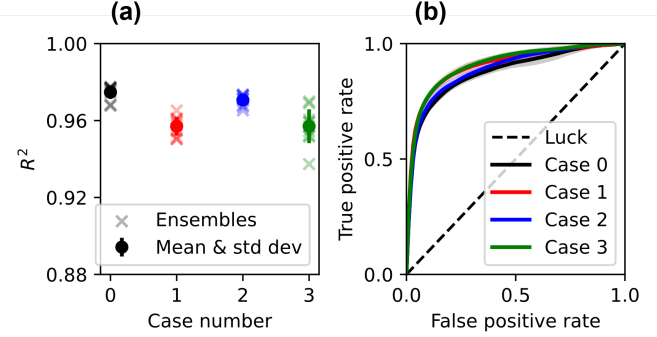 (a)
1.00
0.96
0.92
0.88
R²
Ensembles
Mean & std dev
0 1 2 3
Case number
(b)
1.0
0.5
0.0
True positive rate
Luck
Case 0
Case 1
Case 2
Case 3
0.0 0.5 1.0
False positive rate